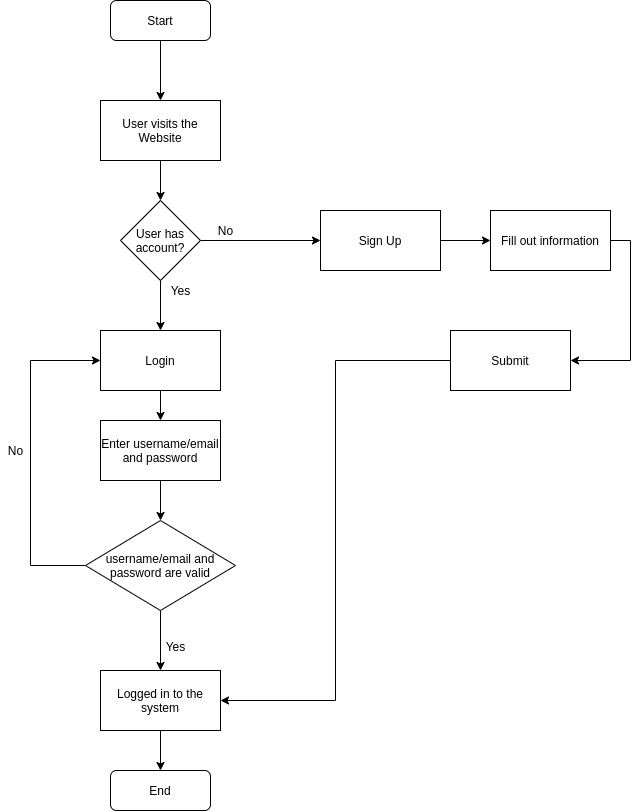 Start
User visits the
Website
User has
account?
No
Sign Up
Fill out information
Yes
Login
Submit
No
Enter username/email
and password
username/email and
password are valid
Yes
Logged in to the
system
End